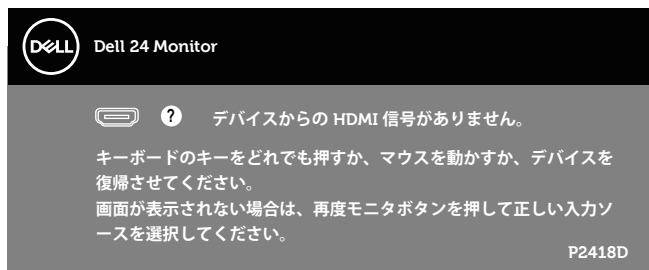 DELL
Dell 24 Monitor
? デバイスからの HDMI 信号がありません。
キーボードのキーをどれでも押すか、マウスを動かすか、デバイスを
復帰させてください。
画面が表示されない場合は、再度モニタボタンを押して正しい入力ソ
ースを選択してください。
P2418D